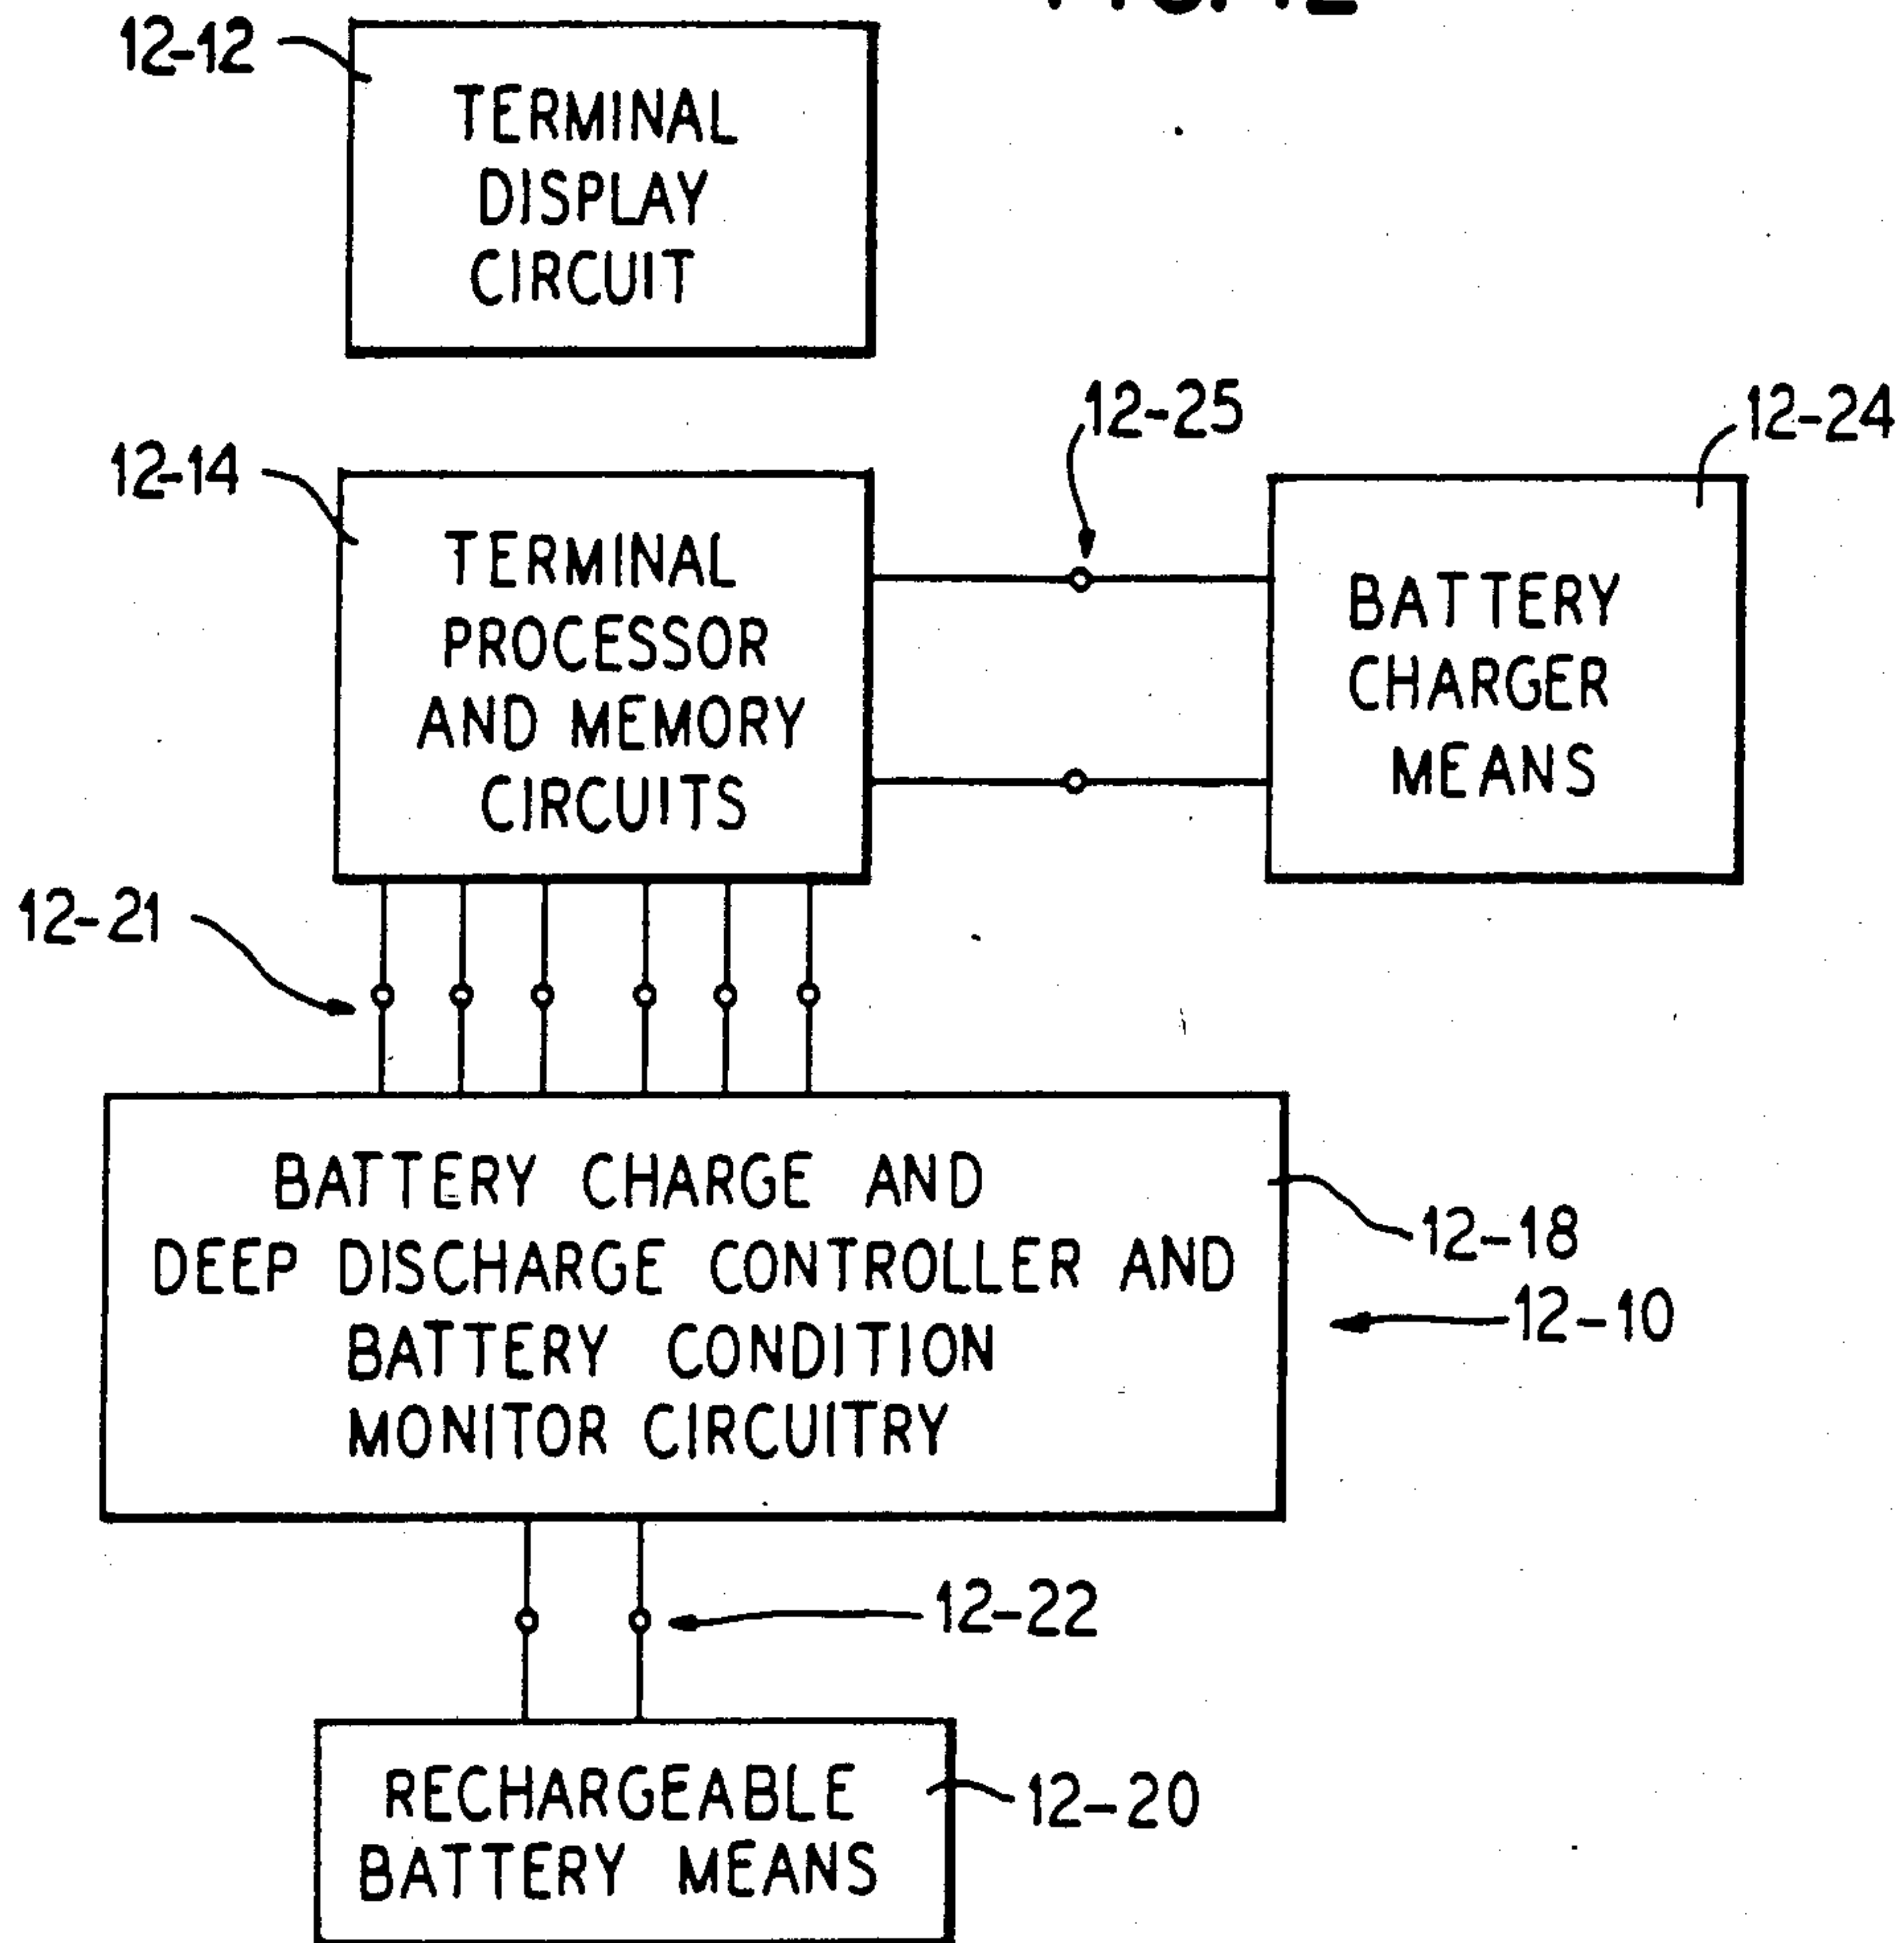 12-12
TERMINAL
DISPLAY
CIRCUIT
12-25
12-24
12-14
TERMINAL
PROCESSOR
AND MEMORY
CIRCUITS
BATTERY
CHARGER
MEANS
12-21
BATTERY CHARGE AND
DEEP DISCHARGE CONTROLLER AND
BATTERY CONDITION
MONITOR CIRCUITRY
12-18
12-10
12-22
RECHARGEABLE
BATTERY MEANS
12-20